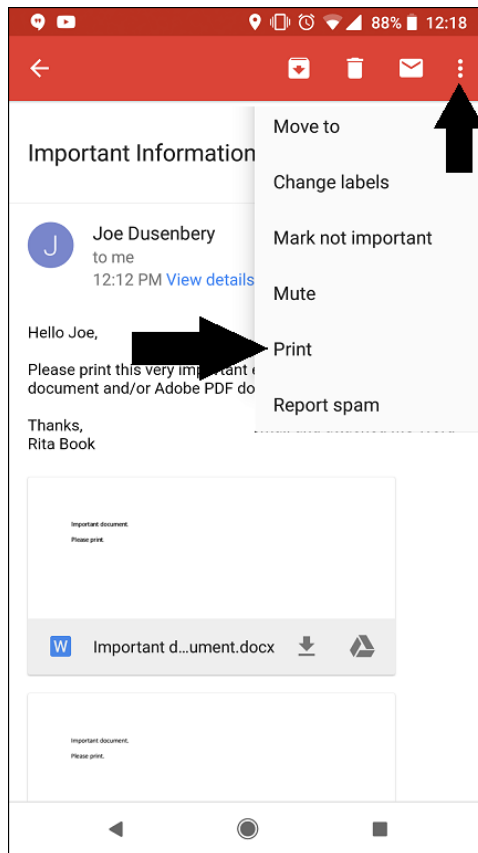 88% 12:18
Important Information
Move to
Change labels
Mark not important
Mute
Print
Report spam
J
Joe Dusenbery
to me
12:12 PM View details
Hello Joe,
Please print this very
document and/or Adobe PDF
Thanks,
Rita Book
Important document.
Please print.
W Important d...ument.docx
Important document.
Please print.